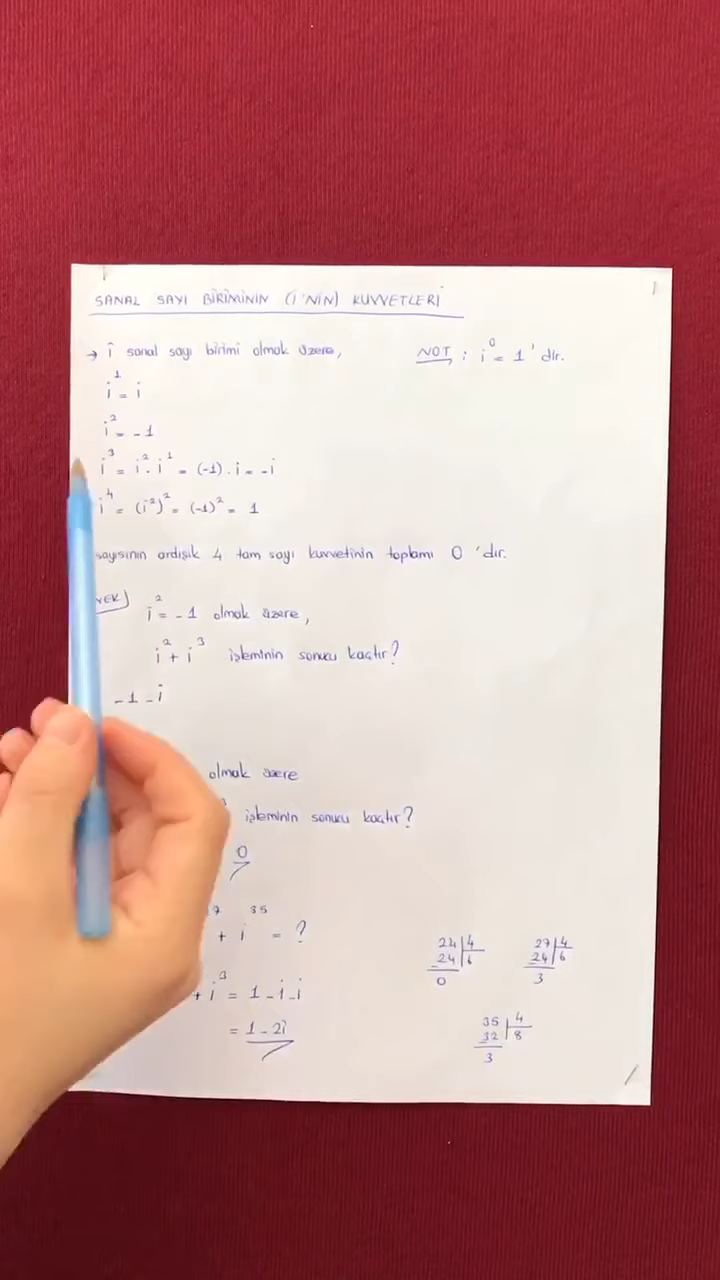 SANAL SAYI BİRİMİNİN (İ'NİN) KUVVETLERİ
→ i sanal sayı birimi olmak üzere,
NOT : i⁰ = 1'dir.
i¹ = i
i² = -1
i³ = i² . i¹ = (-1) . i = -i
i⁴ = (i²)² = (-1)² = 1
sayısının ardışık 4 tam sayı kuvvetinin toplamı 0'dır.
i² = -1 olmak üzere,
i² + i³ işleminin sonucu kaçtır?
-1 - i
olmak üzere
işleminin sonucu kaçtır?
0
+ i³⁵ = ?
+ i³ = 1 - i - i
= 1 - 2i
24 | 4
- 24 | 6
0
27 | 4
- 24 | 6
3
35 | 4
- 32 | 8
3